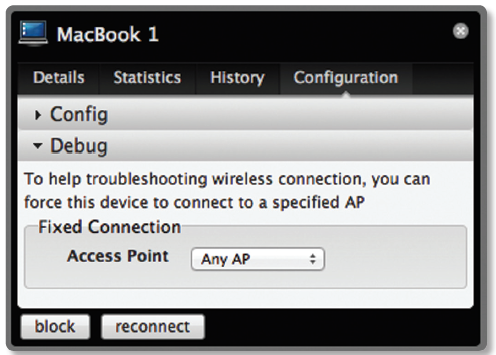 MacBook 1
Details Statistics History Configuration
Config
Debug
To help troubleshooting wireless connection, you can
force this device to connect to a specified AP
Fixed Connection
Access Point Any AP
block reconnect